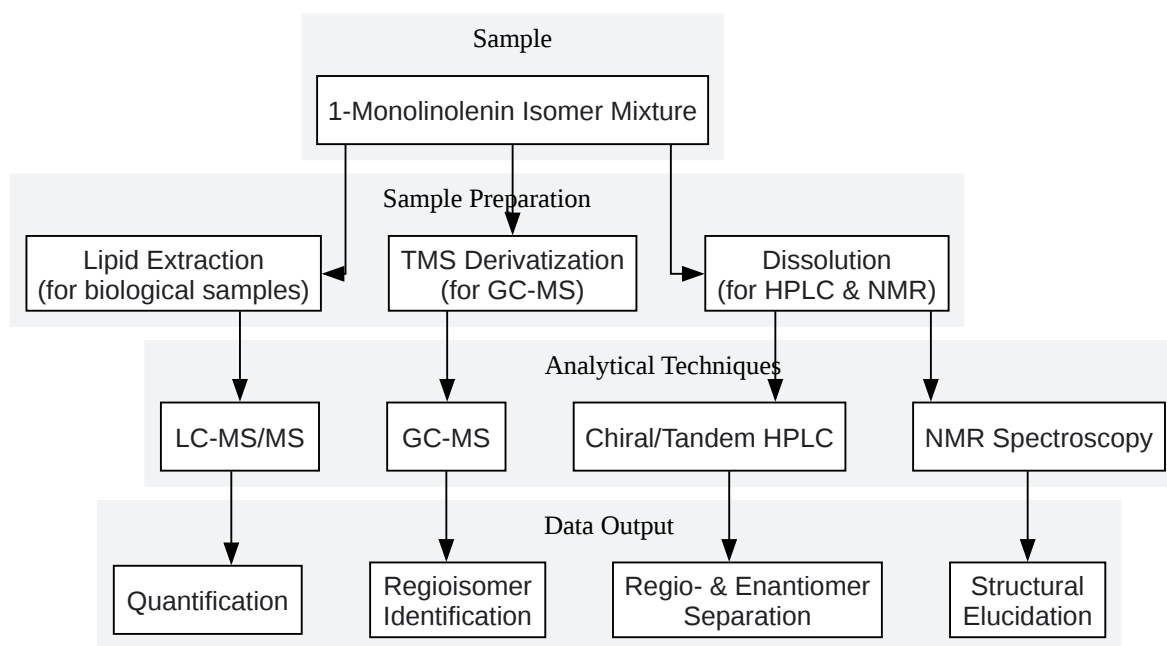 Sample
1-Monolinolenin Isomer Mixture
Sample Preparation
Lipid Extraction
(for biological samples)
TMS Derivatization
(for GC-MS)
Dissolution
(for HPLC & NMR)
Analytical Techniques
LC-MS/MS
GC-MS
Chiral/Tandem HPLC
NMR Spectroscopy
Data Output
Quantification
Regioisomer
Identification
Regio- & Enantiomer
Separation
Structural
Elucidation